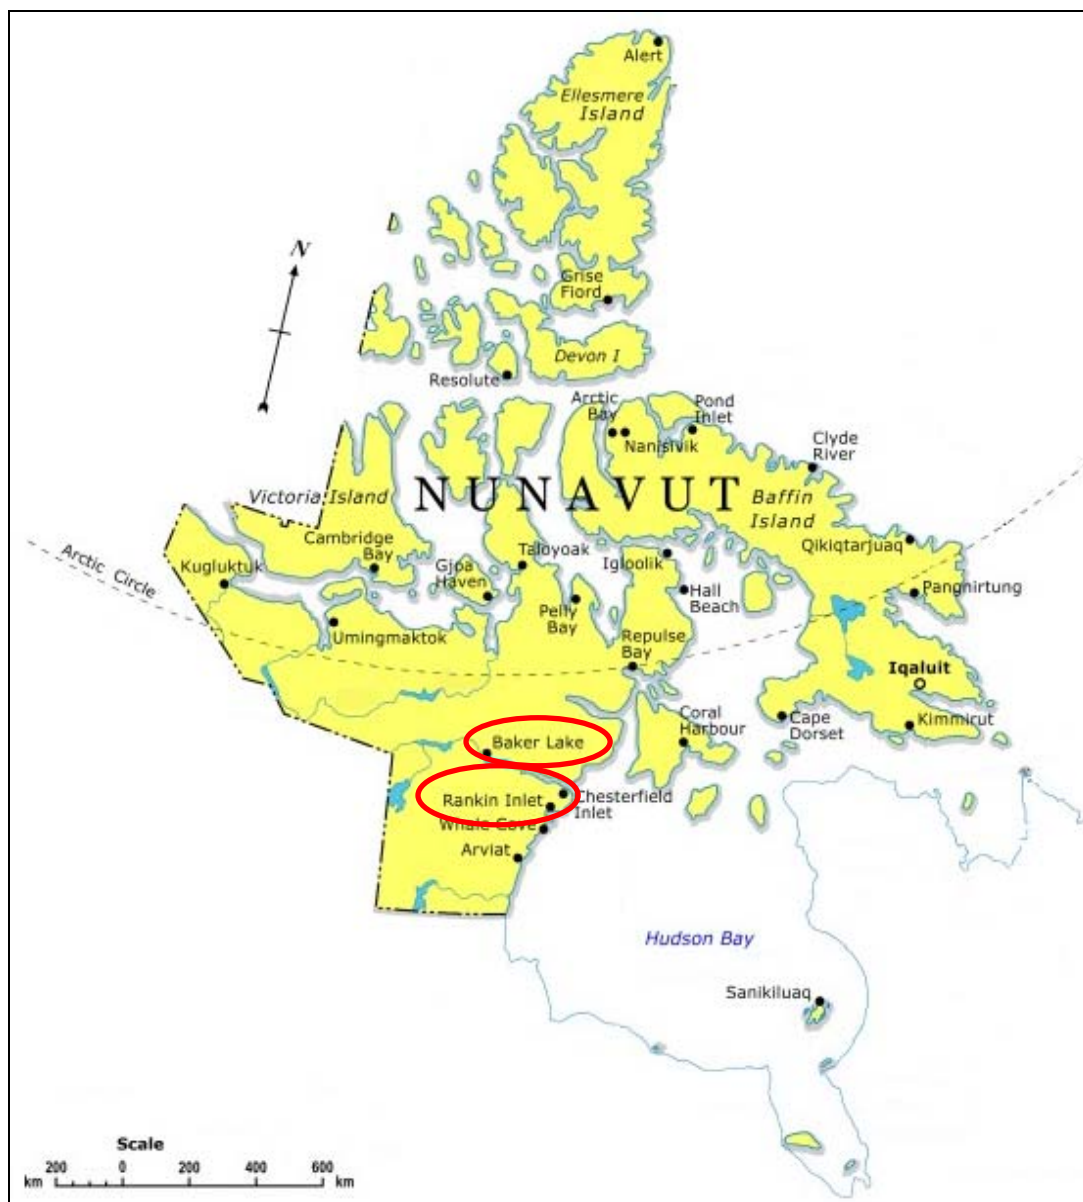 Alert
Ellesmere
Island
N
Grise
Fiord
Devon I
Resolute
Arctic
Bay
Nanisivik
Pond
Inlet
Clyde
River
NUNAVUT
Victoria Island
Baffin
Island
Cambridge
Bay
Arctic Circle
Kugluktuk
Gjoa
Haven
Taloyoak
Igloolik
Qikiqtarjuaq
Hall
Beach
Pangnirtung
Pelly
Bay
Umingmaktok
Repulse
Bay
Iqaluit
Coral
Harbour
Cape
Dorset
Kimmirut
Baker Lake
Rankin Inlet
Chesterfield
Inlet
Whale Cove
Arviat
Hudson Bay
Sanikiluaq
Scale
200 0 200 400 600
km km